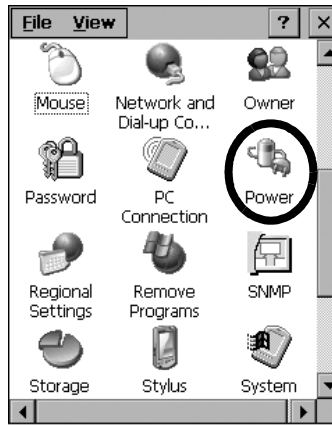 File View ? ×
Mouse Network and Dial-up Co... Owner
Password PC Connection Power
Regional Settings Remove Programs SNMP
Storage Stylus System